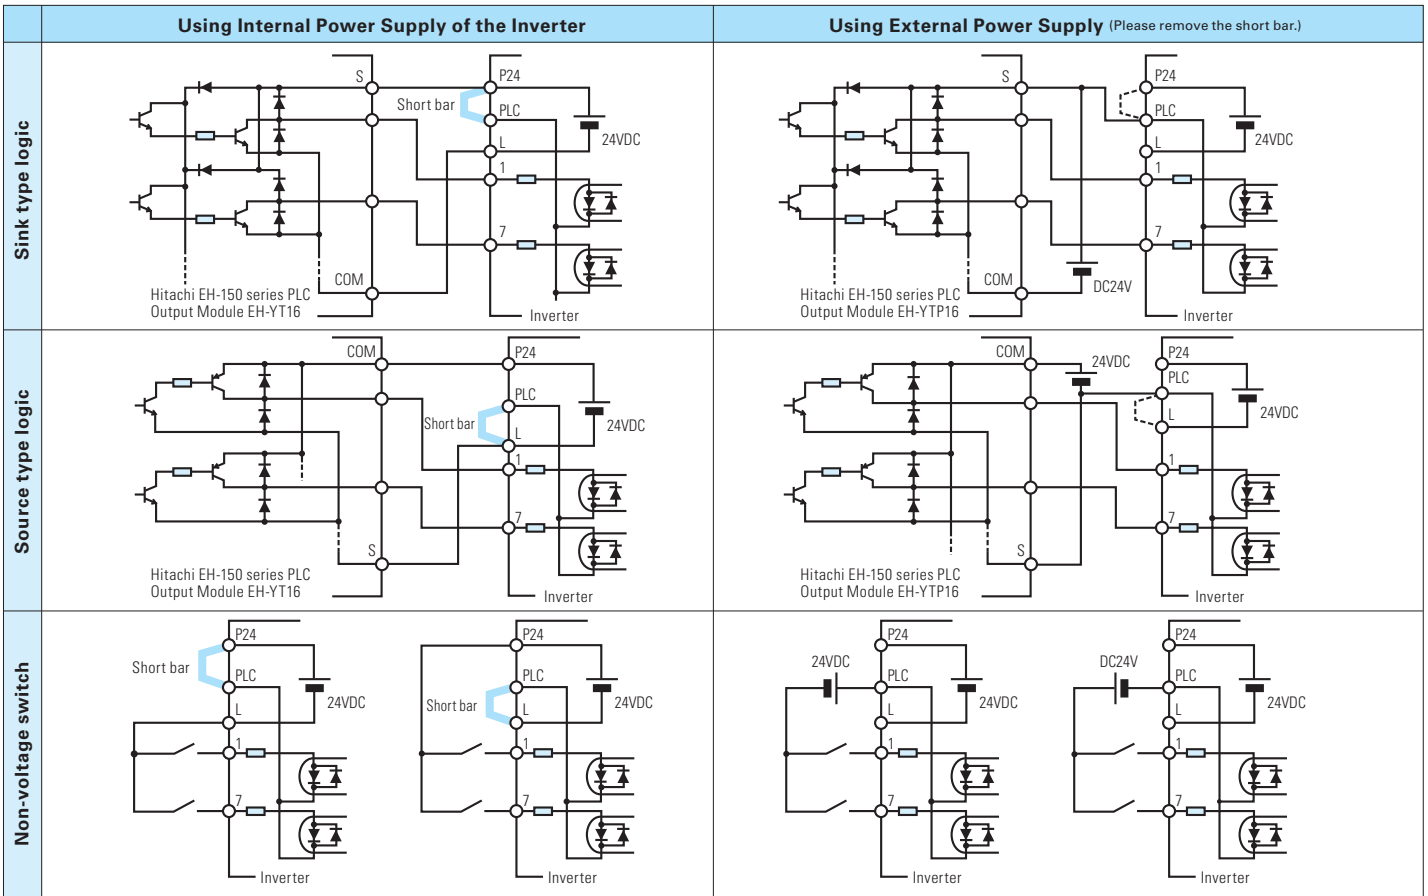 Using Internal Power Supply of the Inverter
Using External Power Supply (Please remove the short bar.)
Sink type logic
S
P24
Short bar
PLC
24VDC
L
1
7
COM
Hitachi EH-150 series PLC
Output Module EH-YT16
Inverter
S
P24
PLC
24VDC
L
1
7
COM
DC24V
Hitachi EH-150 series PLC
Output Module EH-YTP16
Inverter
Source type logic
COM
P24
PLC
Short bar
24VDC
L
1
7
S
Hitachi EH-150 series PLC
Output Module EH-YT16
Inverter
COM
24VDC
P24
PLC
L
24VDC
1
7
S
Hitachi EH-150 series PLC
Output Module EH-YTP16
Inverter
Non-voltage switch
P24
Short bar
PLC
24VDC
L
1
7
Inverter
P24
PLC
Short bar
24VDC
L
1
7
Inverter
P24
24VDC
PLC
24VDC
L
1
7
Inverter
P24
DC24V
PLC
24VDC
L
1
7
Inverter